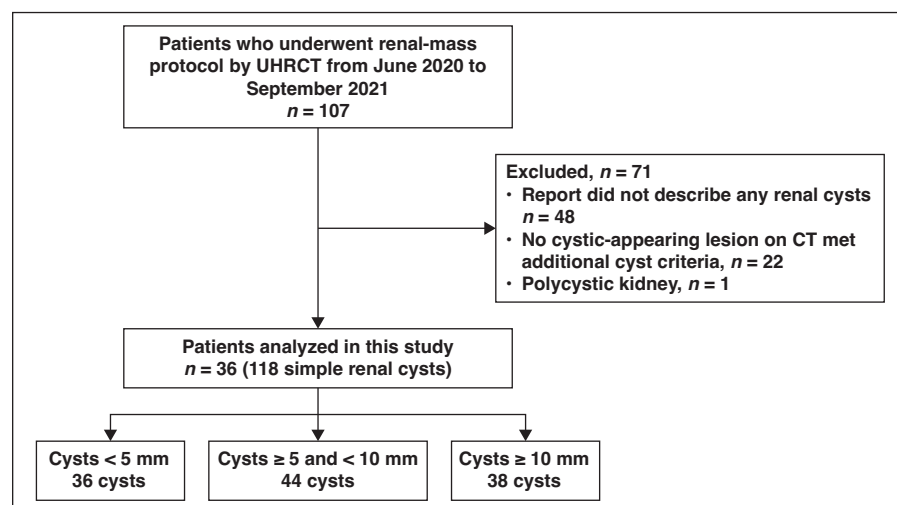 Patients who underwent renal-mass
protocol by UHRCT from June 2020 to
September 2021
n = 107
Excluded, n = 71
• Report did not describe any renal cysts
n = 48
• No cystic-appearing lesion on CT met
additional cyst criteria, n = 22
• Polycystic kidney, n = 1
Patients analyzed in this study
n = 36 (118 simple renal cysts)
Cysts < 5 mm
36 cysts
Cysts ≥ 5 and < 10 mm
44 cysts
Cysts ≥ 10 mm
38 cysts